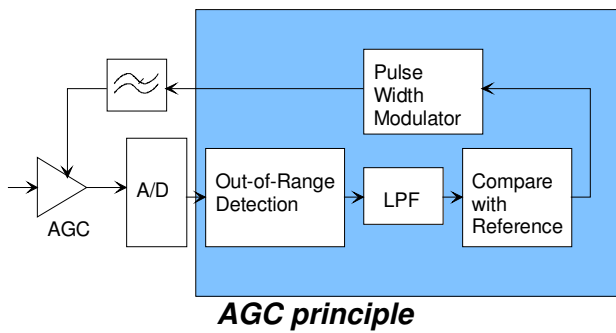 Pulse
Width
Modulator
AGC
A/D
Out-of-Range
Detection
LPF
Compare
with
Reference
AGC principle